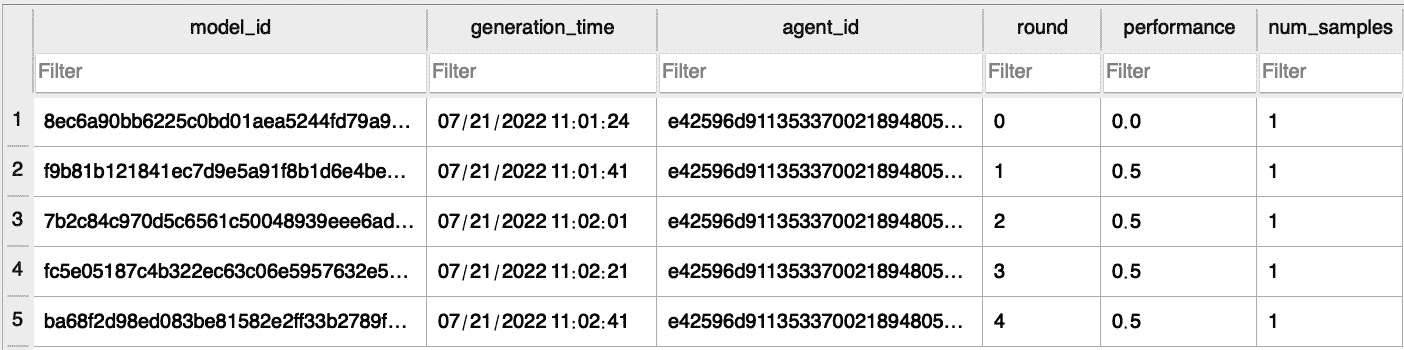 model_id generation_time agent_id round performance num_samples
Filter Filter Filter Filter Filter Filter
1 8ec6a90bb6225c0bd01aea5244fd79a9... 07/21/2022 11:01:24 e42596d9113533700218948​05... 0 0.0 1
2 f9b81b121841ec7d9e5a91f8b1d6e4be... 07/21/2022 11:01:41 e42596d911353370021894805... 1 0.5 1
3 7b2c84c970d5c6561c50048939eee6ad... 07/21/2022 11:02:01 e42596d911353370021894805... 2 0.5 1
4 fc5e05187c4b322ec63c06e5957632e5... 07/21/2022 11:02:21 e42596d911353370021894805... 3 0.5 1
5 ba68f2d98ed083be81582e2ff33b2789f... 07/21/2022 11:02:41 e42596d911353370021894805... 4 0.5 1